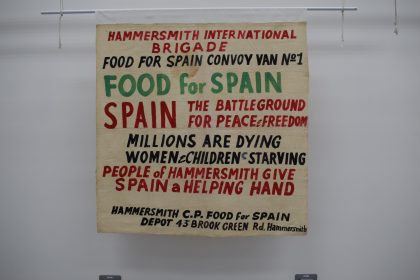 HAMMERSMITH INTERNATIONAL
BRIGADE
FOOD FOR SPAIN CONVOY VAN Nº1
FOOD for SPAIN
SPAIN THE BATTLEGROUND
FOR PEACE=FREEDOM
MILLIONS ARE DYING
WOMEN=CHILDREN STARVING
PEOPLE of HAMMERSMITH GIVE
SPAIN a HELPING HAND
HAMMERSMITH C.P. FOOD for SPAIN
DEPOT 43 BROOK GREEN Rd. Hammersmith